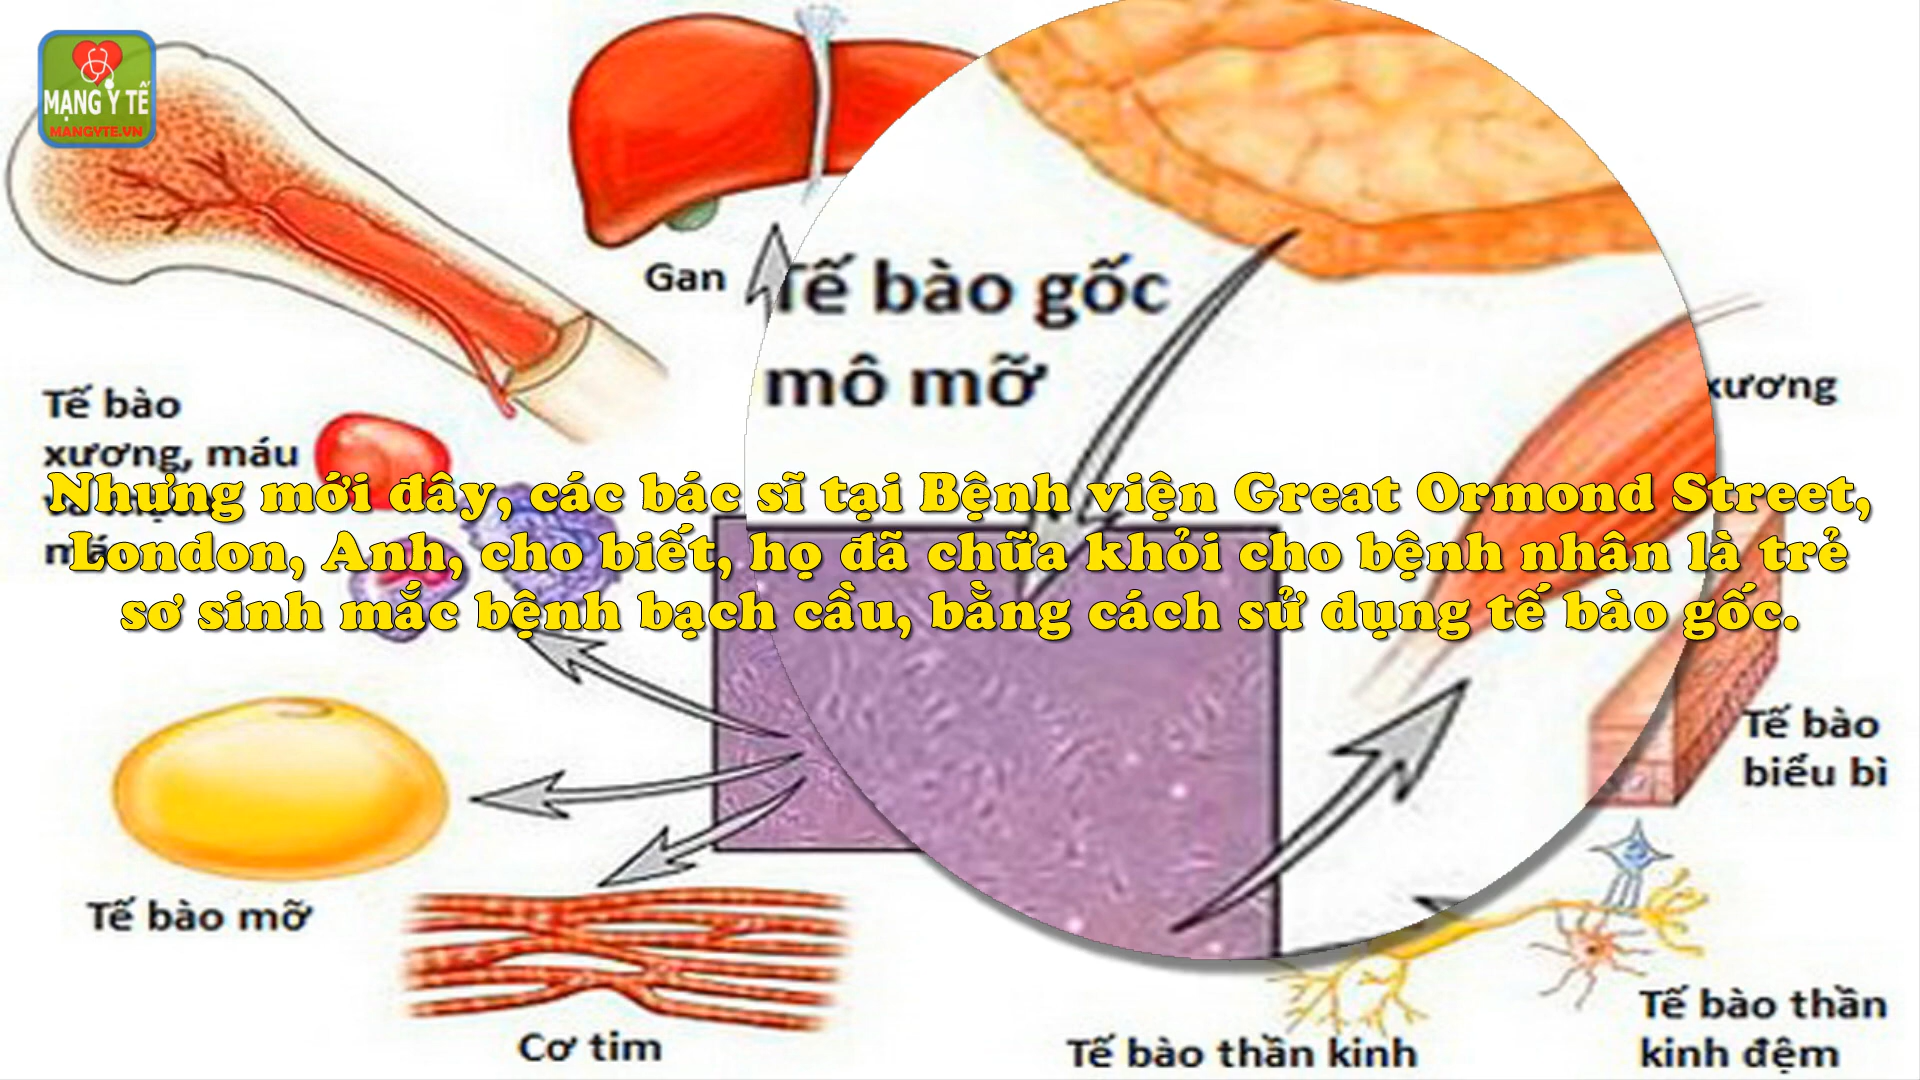 MẠNG Y TẾ
MANGYTE.VN
Gan
Tế bào gốc
mô mỡ
xương
Tế bào
xương, máu
Nhưng mới đây, các bác sĩ tại Bệnh viện Great Ormond Street,
London, Anh, cho biết, họ đã chữa khỏi cho bệnh nhân là trẻ
sơ sinh mắc bệnh bạch cầu, bằng cách sử dụng tế bào gốc.
Tế bào
biểu bì
Tế bào mỡ
Cơ tim
Tế bào thần kinh
Tế bào thần
kinh đệm